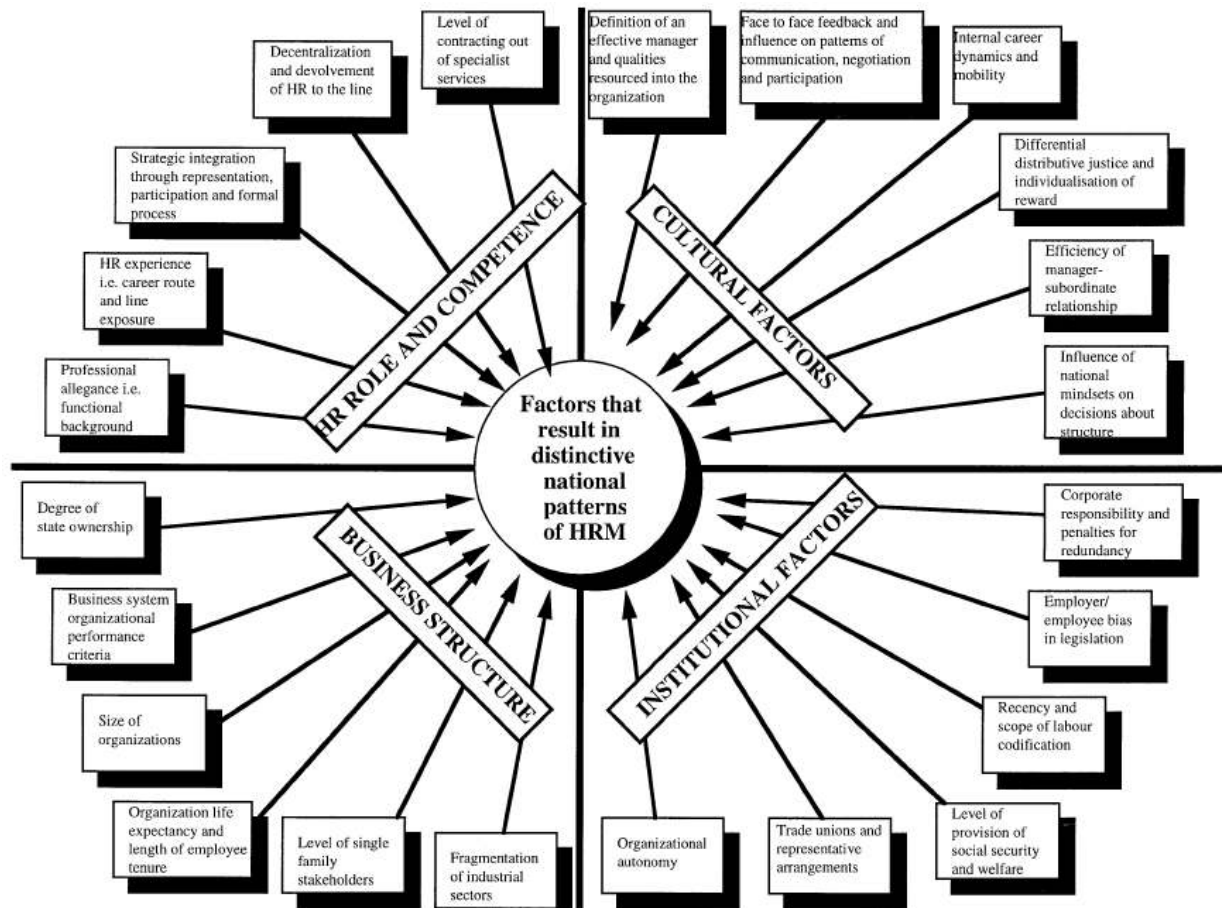 Level of
contracting out
of specialist
services
Decentralization
and devolvement
of HR to the line
Strategic integration
through representation,
participation and formal
process
HR experience
i.e. career route
and line
exposure
Professional
allegance i.e.
functional
background
HR ROLE AND COMPETENCE
Definition of an
effective manager
and qualities
resourced into the
organization
Face to face feedback and
influence on patterns of
communication, negotiation
and participation
Internal career
dynamics and
mobility
Differential
distributive justice and
individualisation of
reward
Efficiency of
manager-
subordinate
relationship
Influence of
national
mindsets on
decisions about
structure
CULTURAL FACTORS
Factors that
result in
distinctive
national
patterns
of HRM
Degree of
state ownership
Business system
organizational
performance
criteria
Size of
organizations
Organization life
expectancy and
length of employee
tenure
Level of single
family
stakeholders
Fragmentation
of industrial
sectors
BUSINESS STRUCTURE
Corporate
responsibility and
penalties for
redundancy
Employer/
employee bias
in legislation
Recency and
scope of labour
codification
Level of
provision of
social security
and welfare
Trade unions and
representative
arrangements
Organizational
autonomy
INSTITUTIONAL FACTORS